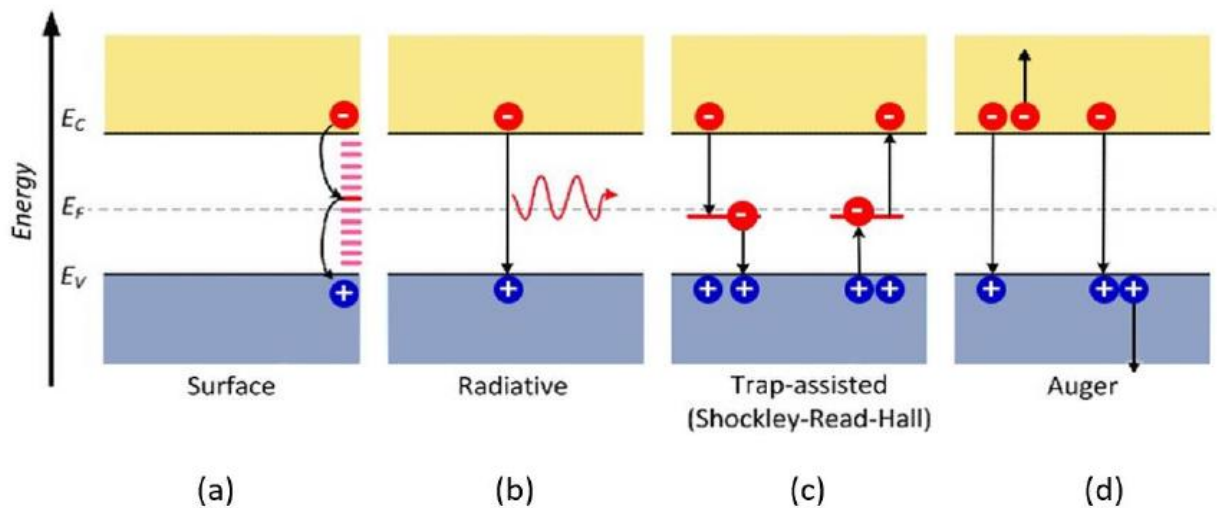 Energy
E_C
E_F
E_V
Surface
Radiative
Trap-assisted
(Shockley-Read-Hall)
Auger
(a)
(b)
(c)
(d)